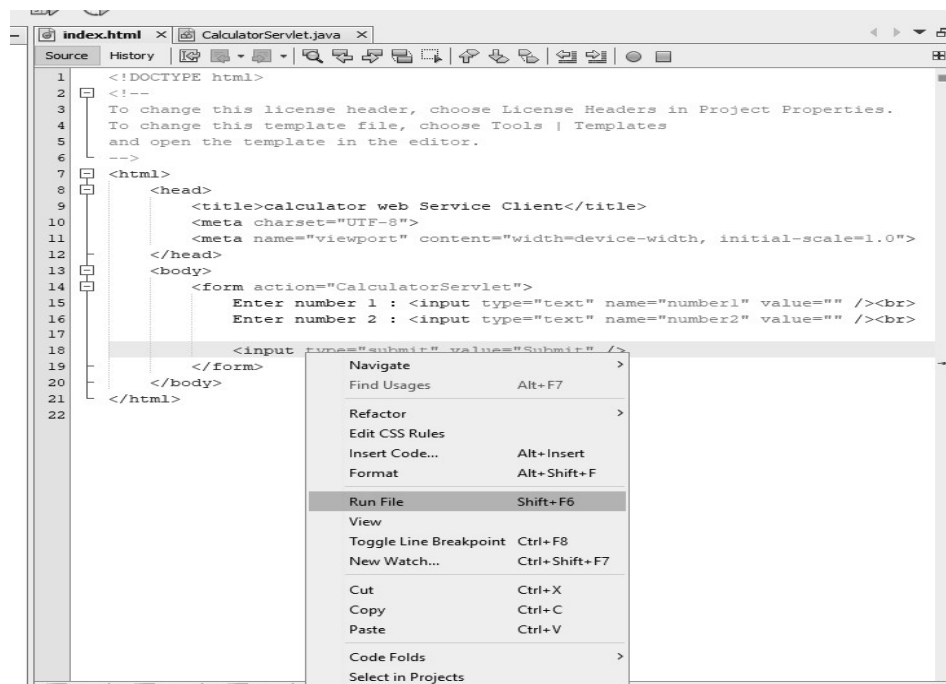 index.html × CalculatorServlet.java ×
Source History
1 <!DOCTYPE html>
2 <!--
3 To change this license header, choose License Headers in Project Properties.
4 To change this template file, choose Tools | Templates
5 and open the template in the editor.
6 -->
7 <html>
8 <head>
9 <title>calculator web Service Client</title>
10 <meta charset="UTF-8">
11 <meta name="viewport" content="width=device-width, initial-scale=1.0">
12 </head>
13 <body>
14 <form action="CalculatorServlet">
15 Enter number 1 : <input type="text" name="number1" value="" /><br>
16 Enter number 2 : <input type="text" name="number2" value="" /><br>
17
18 <input type="submit" value="Submit" />
19 </form>
20 </body>
21 </html>
22
Navigate >
Find Usages Alt+F7
Refactor >
Edit CSS Rules
Insert Code... Alt+Insert
Format Alt+Shift+F
Run File Shift+F6
View
Toggle Line Breakpoint Ctrl+F8
New Watch... Ctrl+Shift+F7
Cut Ctrl+X
Copy Ctrl+C
Paste Ctrl+V
Code Folds >
Select in Projects